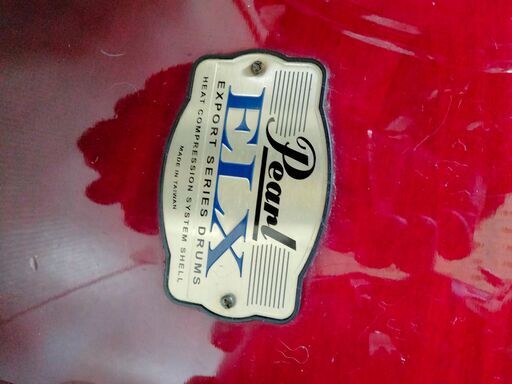 Pearl
ELX
EXPORT SERIES DRUMS
HEAT COMPRESSION SYSTEM SHELL
MADE IN TAIWAN